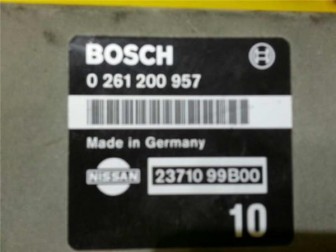 BOSCH
0 261 200 957
Made in Germany
NISSAN 23710 99B00
10